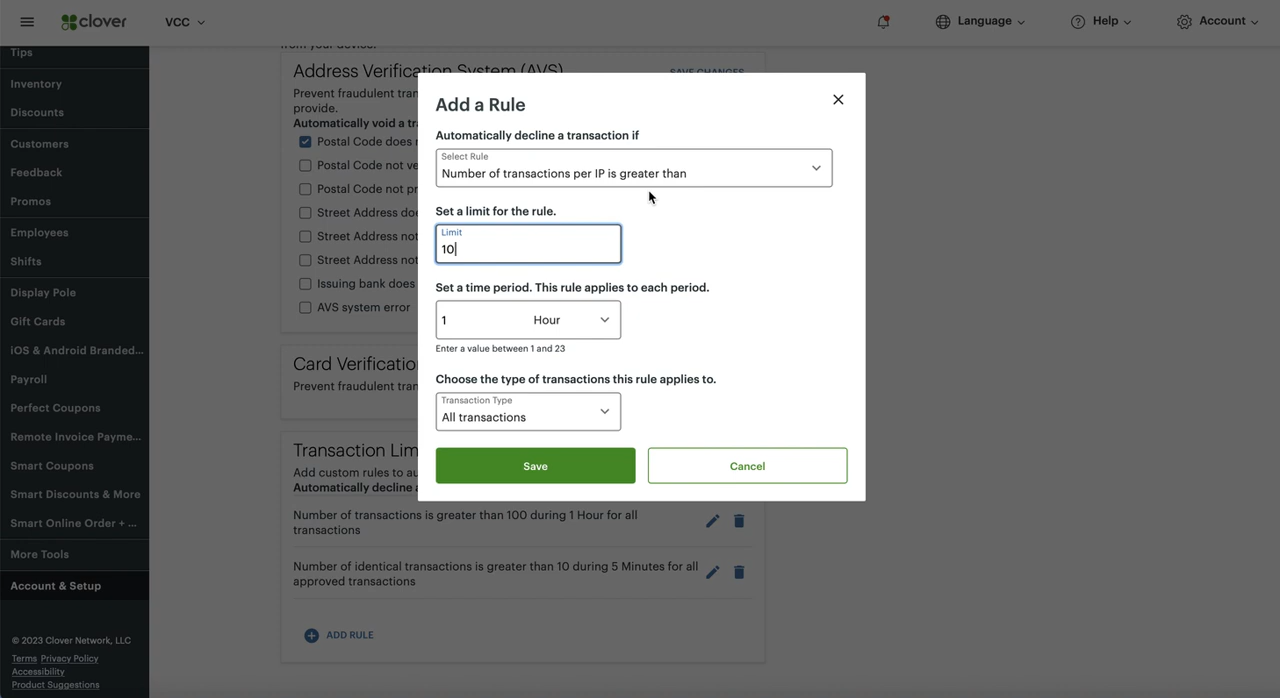 clover
VCC
Language
Help
Account
Tips
Inventory
Discounts
Customers
Feedback
Promos
Employees
Shifts
Display Pole
Gift Cards
iOS & Android Branded...
Payroll
Perfect Coupons
Remote Invoice Payme...
Smart Coupons
Smart Discounts & More
Smart Online Order + ...
More Tools
Account & Setup
© 2023 Clover Network, LLC
Terms Privacy Policy
Accessibility
Product Suggestions
from your device.
Address Verification System (AVS)
SAVE CHANGES
Prevent fraudulent
provide.
Automatically void a
Postal Code does
Postal Code not
Postal Code not
Street Address
Street Address not
Street Address not
Issuing bank does
AVS system error
Card
Prevent fraudulent
Transaction
Add custom rules to
Automatically decline
Number of transactions is greater than 100 during 1 Hour for all
transactions
Number of identical transactions is greater than 10 during 5 Minutes for all
approved transactions
ADD RULE
Add a Rule
Automatically decline a transaction if
Select Rule
Number of transactions per IP is greater than
Set a limit for the rule.
Limit
10
Set a time period. This rule applies to each period.
1 Hour
Enter a value between 1 and 23
Choose the type of transactions this rule applies to.
Transaction Type
All transactions
Save
Cancel